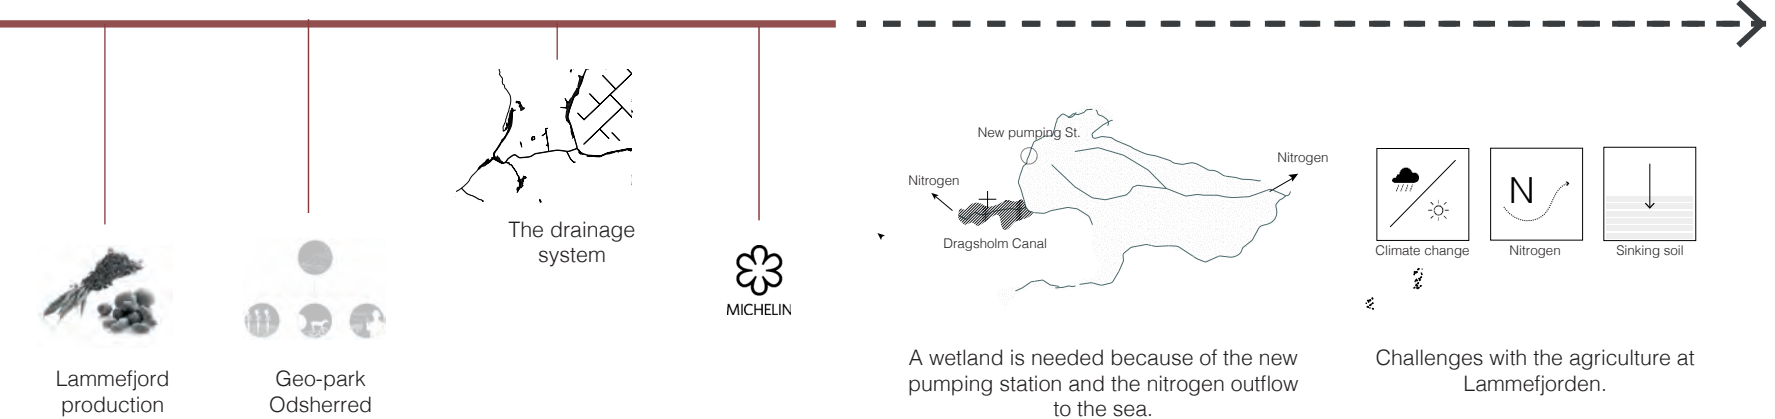 Lammefjord
production
Geo-park
Odsherred
The drainage
system
MICHELIN
New pumping St.
Nitrogen
Nitrogen
Dragsholm Canal
A wetland is needed because of the new
pumping station and the nitrogen outflow
to the sea.
N
Climate change
Nitrogen
Sinking soil
Challenges with the agriculture at
Lammefjorden.